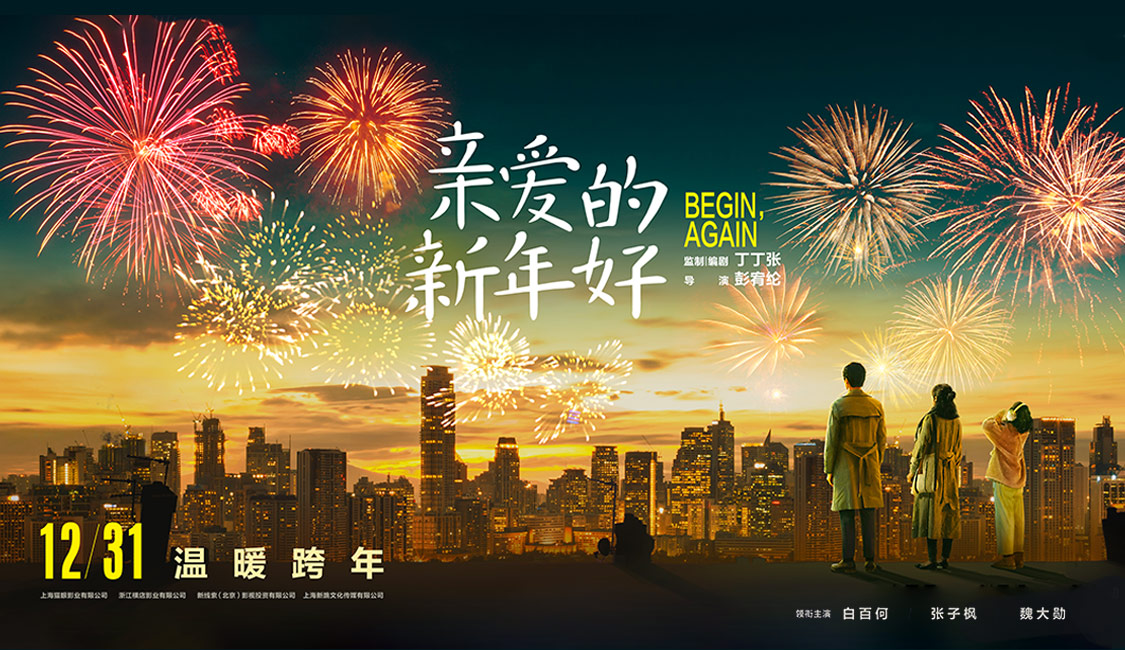 亲爱的
新年好
BEGIN,
AGAIN
监制|编剧 丁丁张
导演 彭宥纶
12/31 温暖跨年
上海猫眼影业有限公司 浙江横店影业有限公司 新线索(北京)影视投资有限公司 上海新跳文化传媒有限公司
领衔主演 白百何 张子枫 魏大勋